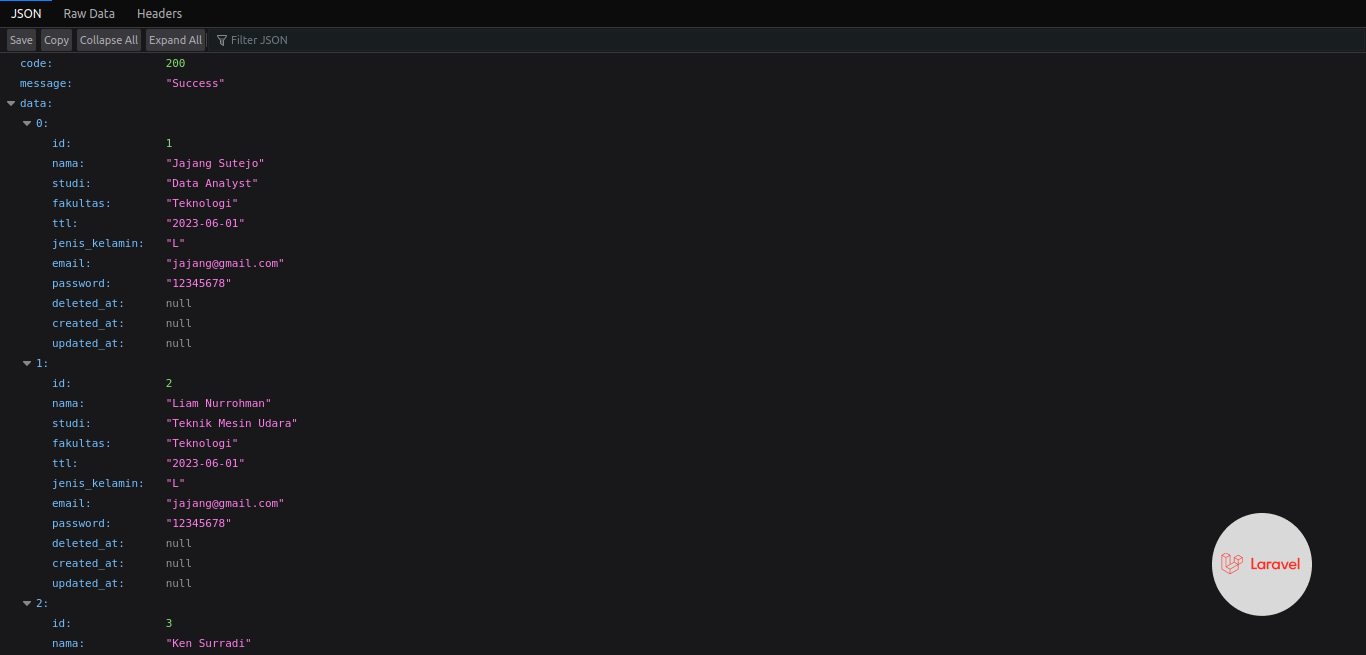 JSON Raw Data Headers
Save Copy Collapse All Expand All Filter JSON
code: 200
message: "Success"
data:
0:
id: 1
nama: "Jajang Sutejo"
studi: "Data Analyst"
fakultas: "Teknologi"
ttl: "2023-06-01"
jenis_kelamin: "L"
email: "jajang@gmail.com"
password: "12345678"
deleted_at: null
created_at: null
updated_at: null
1:
id: 2
nama: "Liam Nurrohman"
studi: "Teknik Mesin Udara"
fakultas: "Teknologi"
ttl: "2023-06-01"
jenis_kelamin: "L"
email: "jajang@gmail.com"
password: "12345678"
deleted_at: null
created_at: null
updated_at: null
2:
id: 3
nama: "Ken Surradi"
Laravel